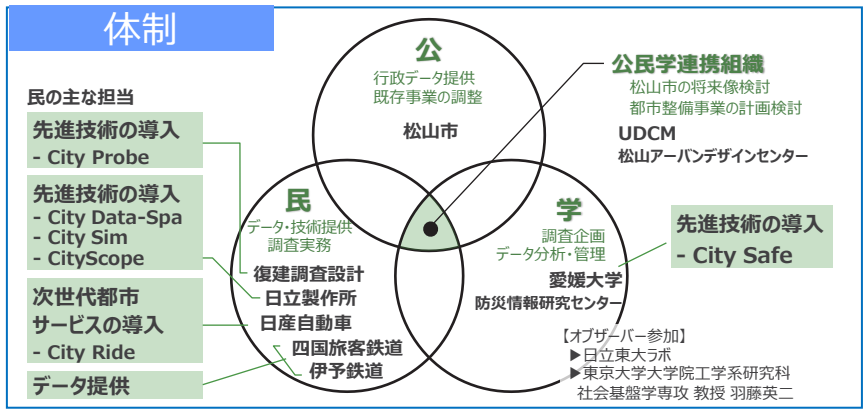 体制
公
行政データ提供
既存事業の調整
松山市
公民学連携組織
松山市の将来像検討
都市整備事業の計画検討
UDCM
松山アーバンデザインセンター
民の主な担当
先進技術の導入
- City Probe
先進技術の導入
- City Data-Spa
- City Sim
- CityScope
次世代都市
サービスの導入
- City Ride
データ提供
民
データ・技術提供
調査実務
復建調査設計
日立製作所
日産自動車
四国旅客鉄道
伊予鉄道
学
調査企画
データ分析・管理
愛媛大学
防災情報研究センター
先進技術の導入
- City Safe
【オブザーバー参加】
▶日立東大ラボ
▶東京大学大学院工学系研究科
社会基盤学専攻 教授 羽藤英二